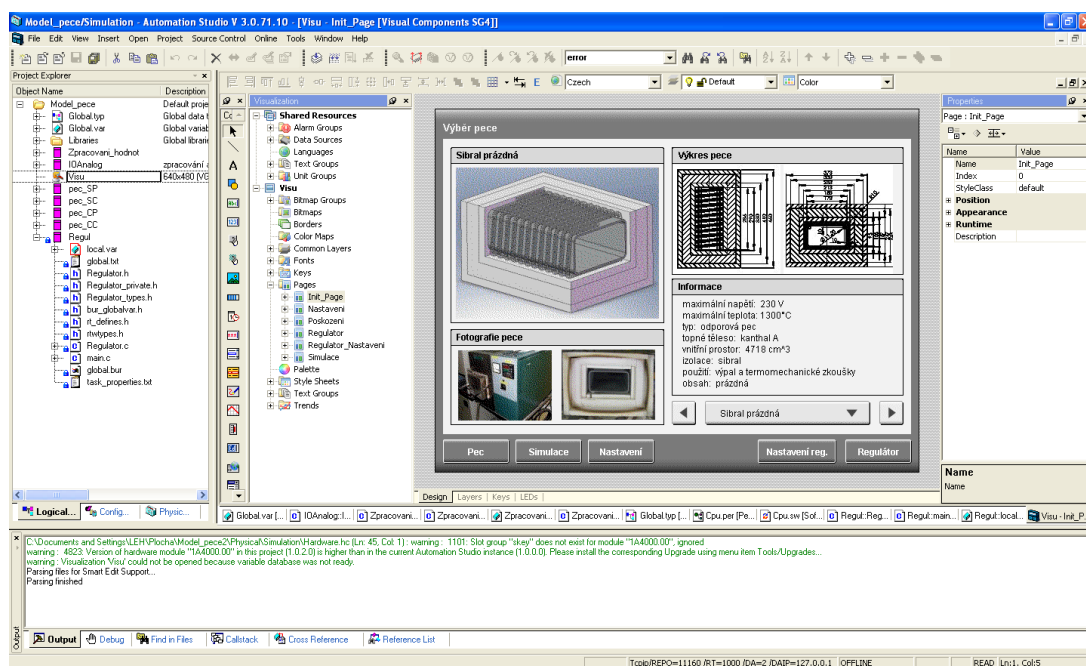 Model_pece/Simulation - Automation Studio V 3.0.71.10 - [Visu - Init_Page [Visual Components SG4]]
File Edit View Insert Open Project Source Control Online Tools Window Help
error
Project Explorer
Object Name Description
Model_pece Default proje
Global.typ Global data t
Global.var Global variab
Libraries Global librarie
Zpracovani_hodnot
IOAnalog zpracování a
Visu 640x480 (VG
pec_SP
pec_SC
pec_CP
pec_CC
Regul
local.var
global.txt
Regulator.h
Regulator_private.h
Regulator_types.h
bur_globalvar.h
rt_defines.h
rtwtypes.h
Regulator.c
main.c
global.bur
task_properties.txt
Logical... Config... Physic...
Czech
Default
Color
Visualization
Shared Resources
Alarm Groups
Data Sources
Languages
Text Groups
Unit Groups
Visu
Bitmap Groups
Bitmaps
Borders
Color Maps
Common Layers
Fonts
Keys
Pages
Init_Page
Nastaveni
Poskozeni
Regulator
Regulator_Nastaveni
Simulace
Palette
Style Sheets
Text Groups
Trends
Výběr pece
Sibral prázdná
Výkres pece
Fotografie pece
Informace
maximální napětí: 230 V
maximální teplota: 1300°C
typ: odporová pec
topné těleso: kanthal A
vnitřní prostor: 4718 cm^3
izolace: sibral
použití: výpal a termomechanické zkoušky
obsah: prázdná
Sibral prázdná
Pec Simulace Nastavení Nastavení reg. Regulátor
Design Layers Keys LEDs
Properties
Page : Init_Page
Name Value
Name Init_Page
Index 0
StyleClass default
Position
Appearance
Runtime
Description
Name
Name
Global.var [... IOAnalog::I... Zpracovani... Zpracovani... Zpracovani... Zpracovani... Global.typ [... Cpu.per [Pe... Cpu.sw [Sof... Regul::Reg... Regul::main... Regul::local... Visu - Init_P...
C:\Documents and Settings\LEH\Plocha\Model_pece2\Physical\Simulation\Hardware.hc (Ln: 45, Col: 1) : warning : 1101: Slot group "skey" does not exist for module "1A4000.00", ignored
warning : 4823: Version of hardware module "1A4000.00" in this project (1.0.2.0) is higher than in the current Automation Studio instance (1.0.0.0). Please install the corresponding Upgrade using menu item Tools/Upgrades...
warning : Visualization 'Visu' could not be opened because variable database was not ready.
Parsing files for Smart Edit Support...
Parsing finished
Output
Output Debug Find in Files Callstack Cross Reference Reference List
Tcpip/REPO=11160 /RT=1000 /DA=2 /DAIP=127.0.0.1 OFFLINE READ Ln:1, Col:5